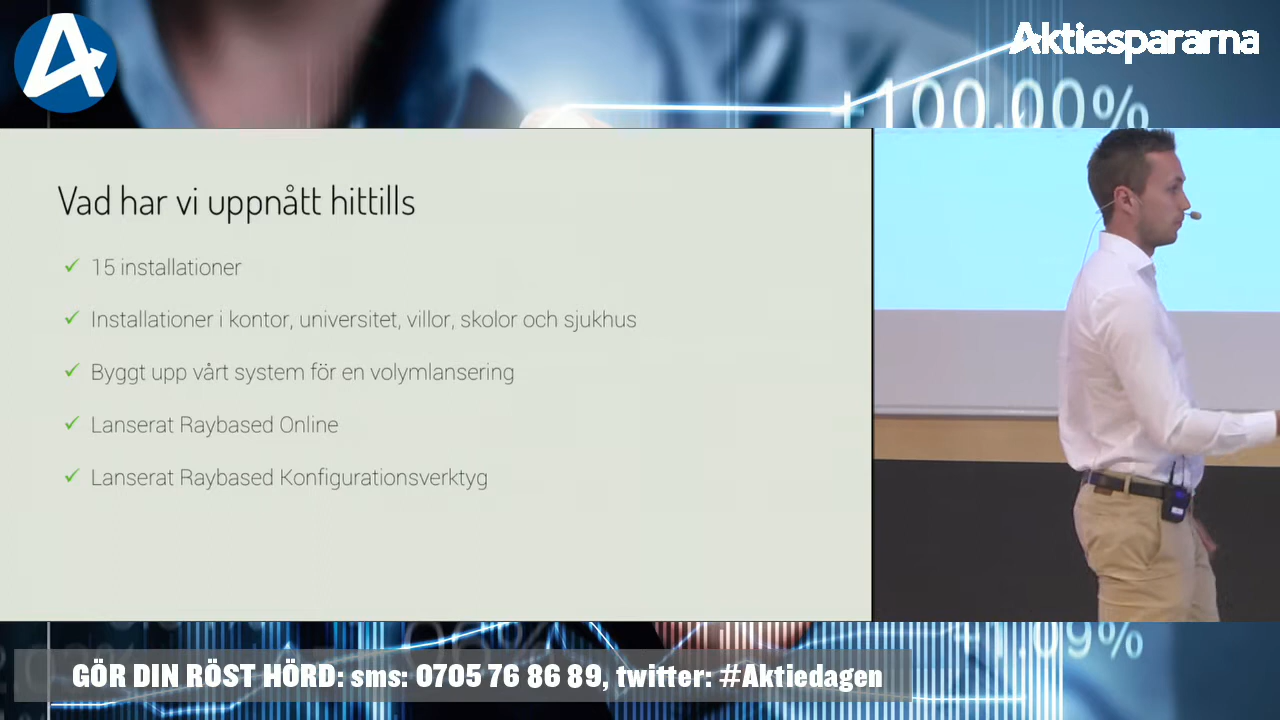 Aktiespararna
+100.00%
Vad har vi uppnått hittills
✓ 15 installationer
✓ Installationer i kontor, universitet, villor, skolor och sjukhus
✓ Byggt upp vårt system för en volymlansering
✓ Lanserat Raybased Online
✓ Lanserat Raybased Konfigurationsverktyg
+1.09%
GÖR DIN RÖST HÖRD: sms: 0705 76 86 89, twitter: #Aktiedagen